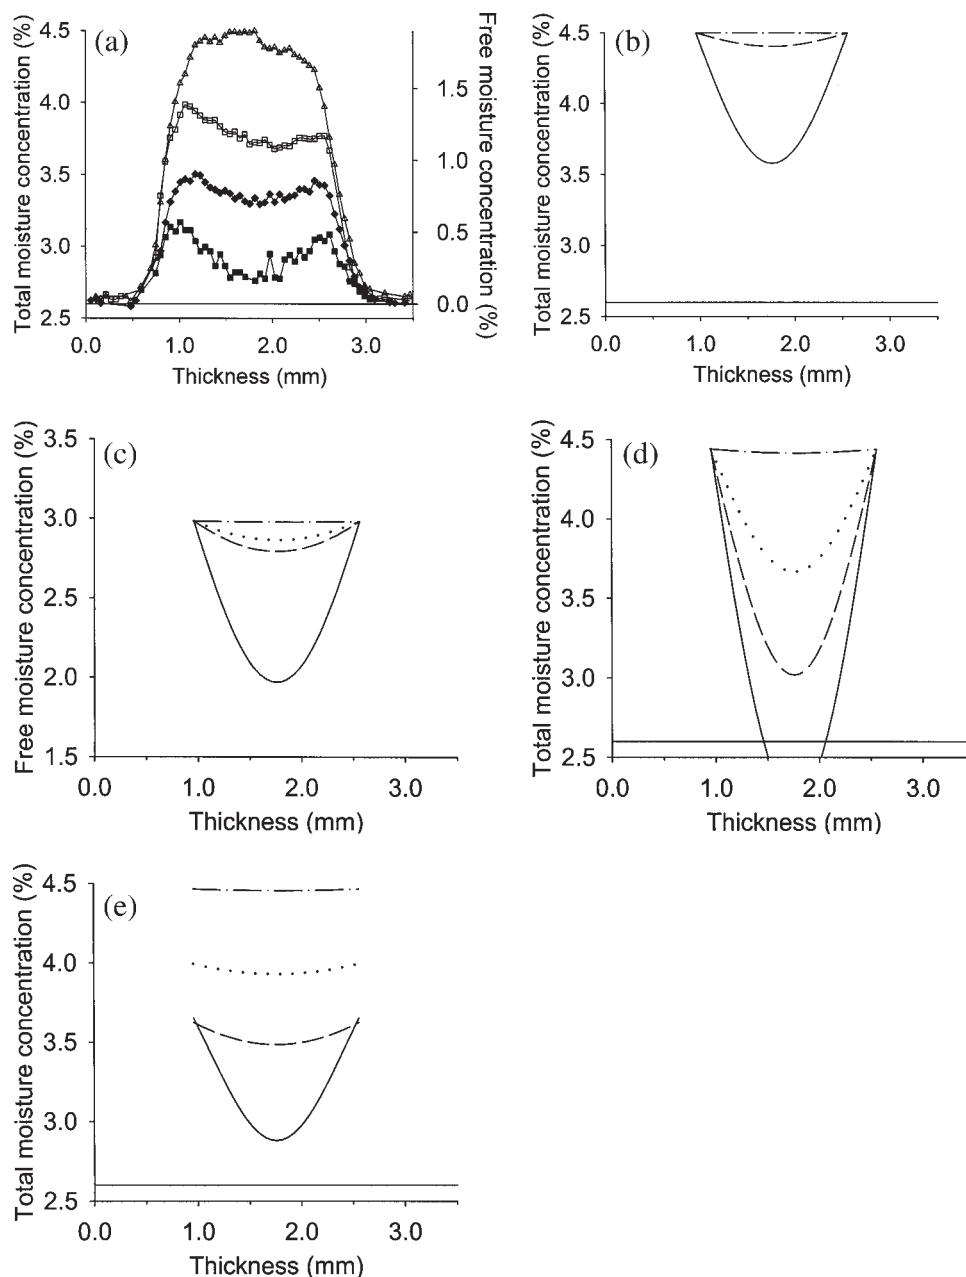 (a)
Total moisture concentration (%)
4.5
4.0
3.5
3.0
2.5
Free moisture concentration (%)
1.5
1.0
0.5
0.0
0.0 1.0 2.0 3.0
Thickness (mm)
(b)
Total moisture concentration (%)
4.5
4.0
3.5
3.0
2.5
0.0 1.0 2.0 3.0
Thickness (mm)
(c)
Free moisture concentration (%)
3.5
3.0
2.5
2.0
1.5
0.0 1.0 2.0 3.0
Thickness (mm)
(d)
Total moisture concentration (%)
4.5
4.0
3.5
3.0
2.5
0.0 1.0 2.0 3.0
Thickness (mm)
(e)
Total moisture concentration (%)
4.5
4.0
3.5
3.0
2.5
0.0 1.0 2.0 3.0
Thickness (mm)